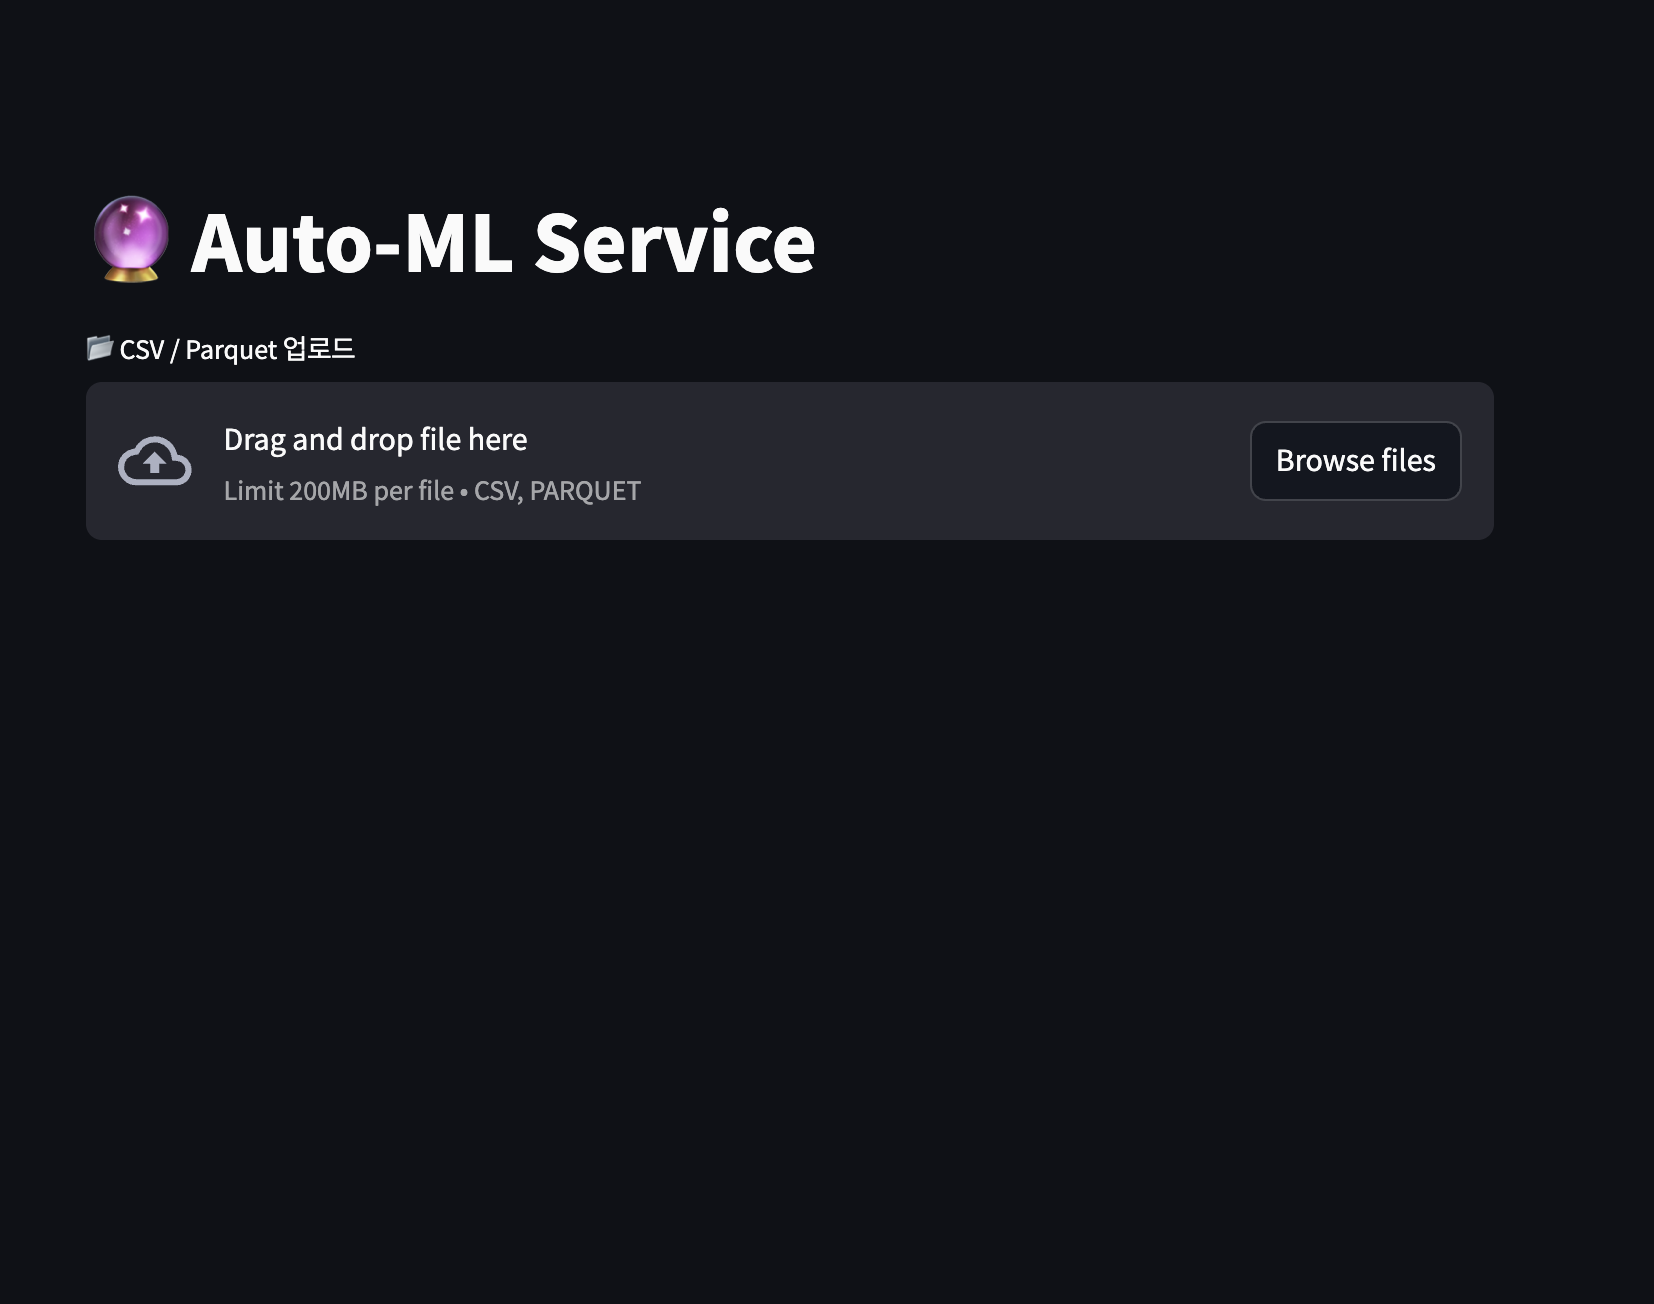 Auto-ML Service
CSV / Parquet 업로드
Drag and drop file here
Limit 200MB per file • CSV, PARQUET
Browse files